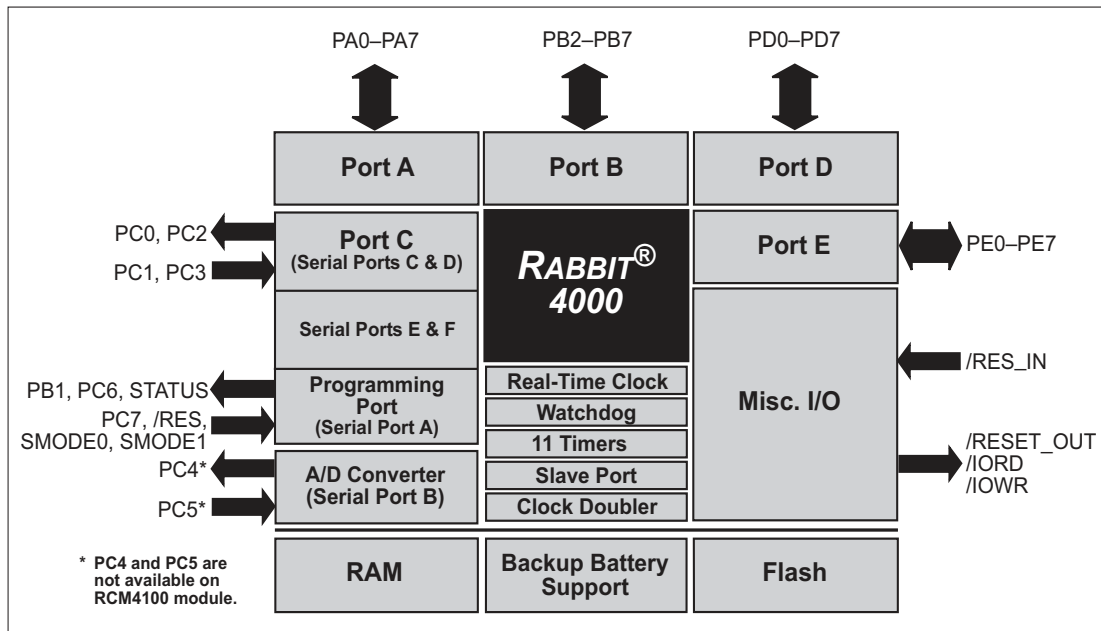 PA0–PA7
PB2–PB7
PD0–PD7
Port A
Port B
Port D
PC0, PC2
PC1, PC3
Port C
(Serial Ports C & D)
RABBIT®
4000
Port E
PE0–PE7
Serial Ports E & F
PB1, PC6, STATUS
PC7, /RES,
SMODE0, SMODE1
Programming
Port
(Serial Port A)
Real-Time Clock
Watchdog
11 Timers
Slave Port
Clock Doubler
Misc. I/O
/RES_IN
/RESET_OUT
/IORD
/IOWR
PC4*
PC5*
A/D Converter
(Serial Port B)
* PC4 and PC5 are
not available on
RCM4100 module.
RAM
Backup Battery
Support
Flash